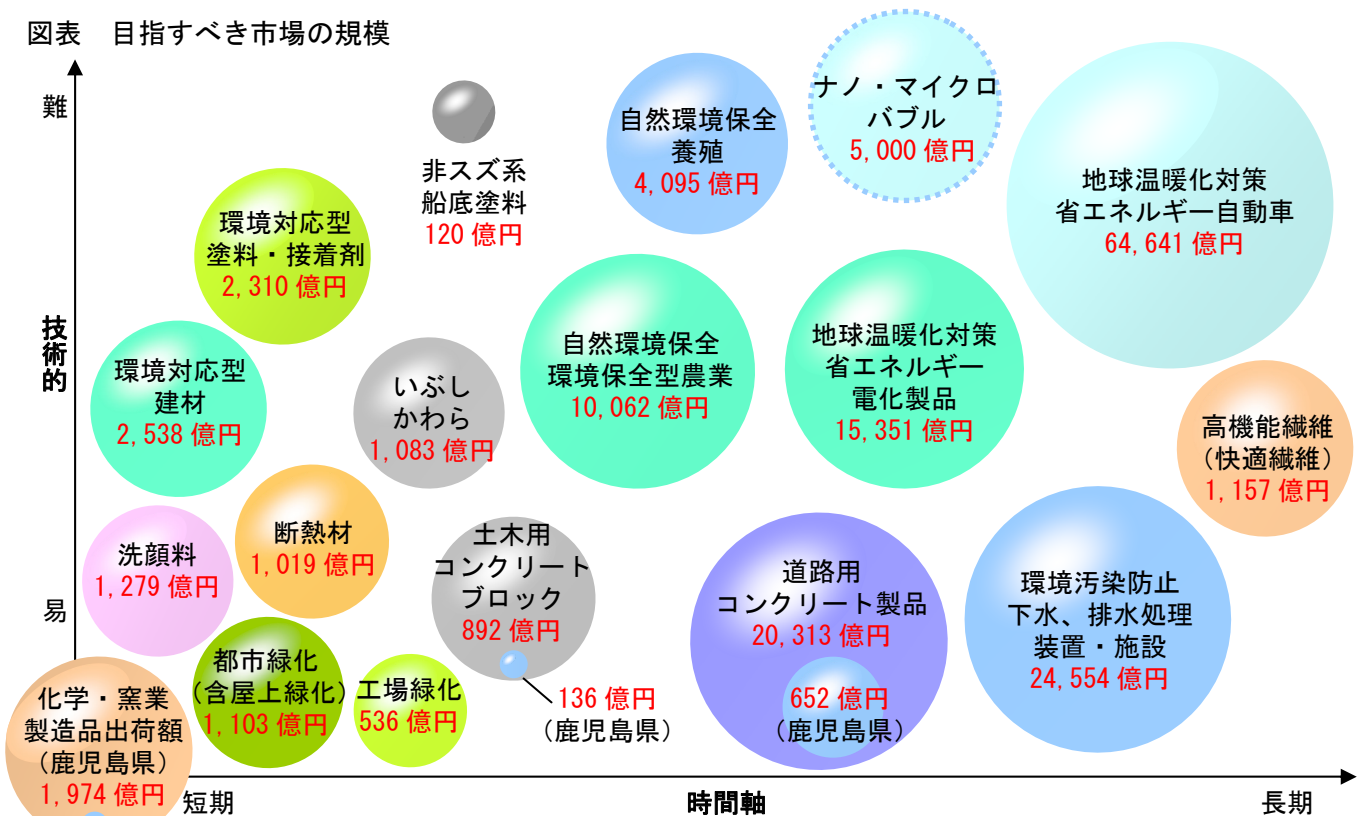 図表　目指すべき市場の規模
難
技術的
易
非スズ系
船底塗料
120 億円
自然環境保全
養殖
4,095 億円
ナノ・マイクロ
バブル
5,000 億円
地球温暖化対策
省エネルギー自動車
64,641 億円
環境対応型
塗料・接着剤
2,310 億円
環境対応型
建材
2,538 億円
いぶし
かわら
1,083 億円
自然環境保全
環境保全型農業
10,062 億円
地球温暖化対策
省エネルギー
電化製品
15,351 億円
高機能繊維
（快適繊維）
1,157 億円
洗顔料
1,279 億円
断熱材
1,019 億円
土木用
コンクリート
ブロック
892 億円
136 億円
（鹿児島県）
道路用
コンクリート製品
20,313 億円
652 億円
（鹿児島県）
環境汚染防止
下水、排水処理
装置・施設
24,554 億円
都市緑化
（含屋上緑化）
1,103 億円
工場緑化
536 億円
化学・窯業
製造品出荷額
（鹿児島県）
1,974 億円
短期
時間軸
長期